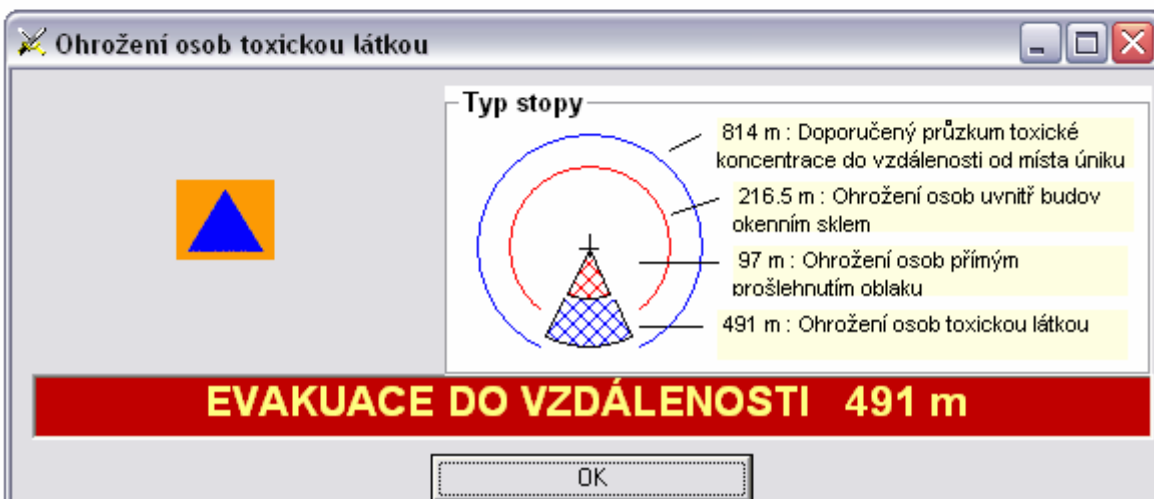 Ohrožení osob toxickou látkou
Typ stopy
814 m : Doporučený průzkum toxické
koncentrace do vzdálenosti od místa úniku
216.5 m : Ohrožení osob uvnitř budov
okenním sklem
97 m : Ohrožení osob přímým
prošlehnutím oblaku
491 m : Ohrožení osob toxickou látkou
EVAKUACE DO VZDÁLENOSTI 491 m
OK